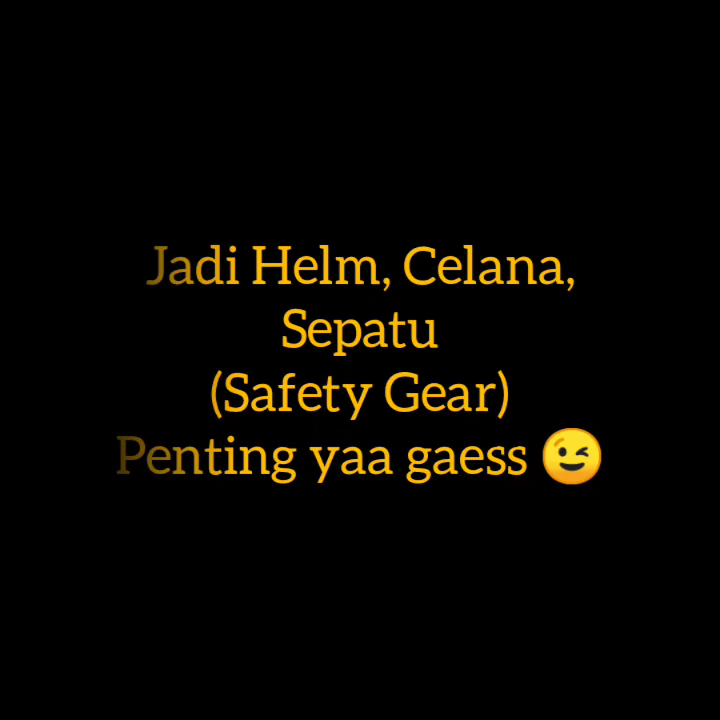 Jadi Helm, Celana,
Sepatu
(Safety Gear)
Penting yaa gaess 😉